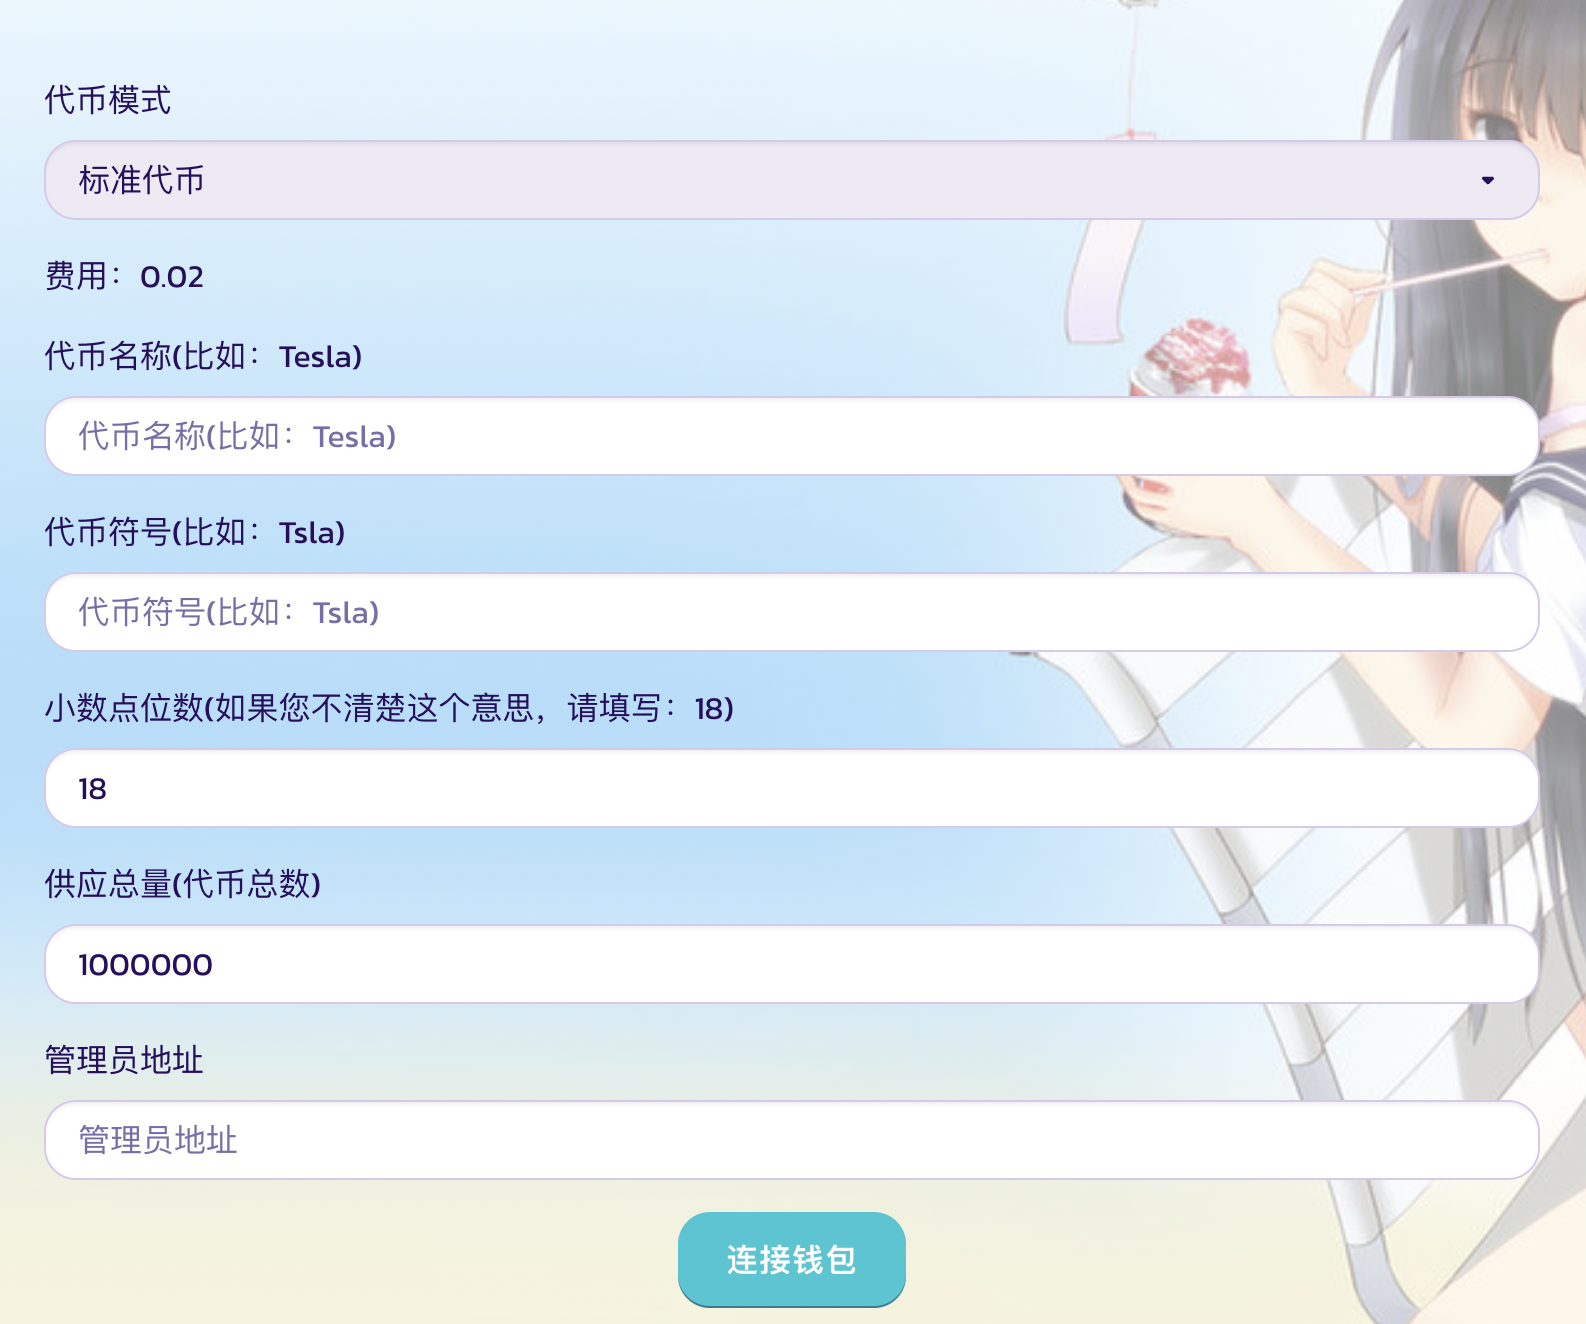 代币模式
标准代币
费用：0.02
代币名称(比如：Tesla)
代币名称(比如：Tesla)
代币符号(比如：Tsla)
代币符号(比如：Tsla)
小数点位数(如果您不清楚这个意思，请填写：18)
18
供应总量(代币总数)
1000000
管理员地址
管理员地址
连接钱包